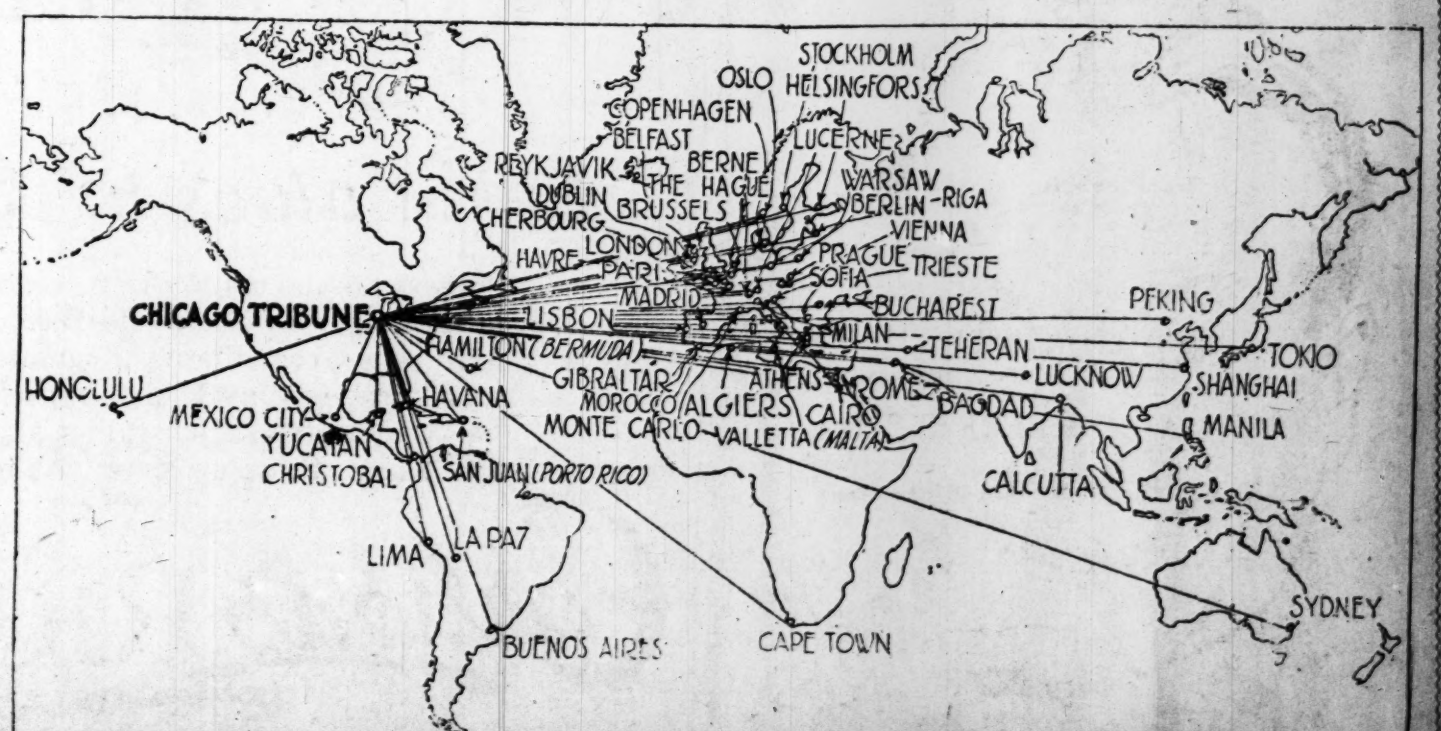 STOCKHOLM
OSLO HELSINGFORS
COPENHAGEN
BELFAST LUCERNE
REYKJAVIK BERNE
DUBLIN THE HAGUE WARSAW
CHERBOURG BRUSSELS BERLIN - RIGA
LONDON VIENNA
HAVRE PRAGUE
PARIS SOFIA TRIESTE
MADRID BUCHAREST PEKING
CHICAGO TRIBUNE LISBON MILAN
HAMILTON (BERMUDA) TEHERAN TOKIO
HONOLULU GIBRALTAR ATHENS ROME LUCKNOW SHANGHAI
HAVANA MOROCCO ALGIERS CAIRO BAGDAD
MEXICO CITY MONTE CARLO VALLETTA (MALTA) MANILA
YUCATAN
CHRISTOBAL SAN JUAN (PORTO RICO) CALCUTTA
LIMA LA PAZ
SYDNEY
BUENOS AIRES CAPE TOWN